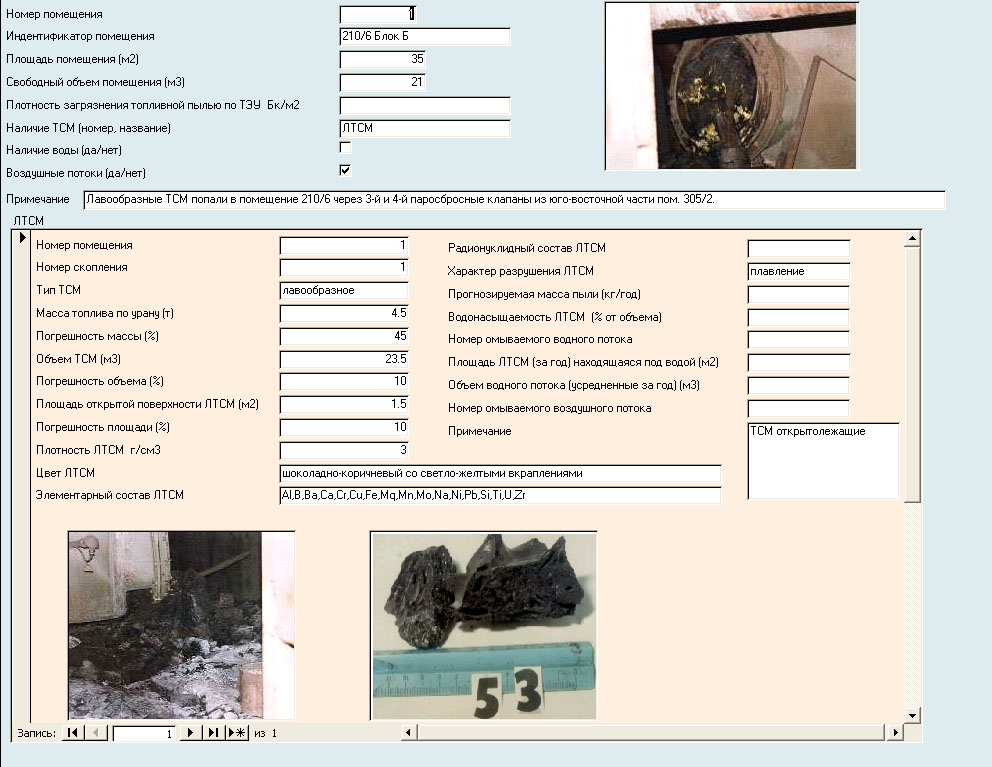 Номер помещения 1
Индентификатор помещения 210/6 Блок Б
Площадь помещения (м2) 35
Свободный объем помещения (м3) 21
Плотность загрязнения топливной пылью по ТЭУ Бк/м2
Наличие ТСМ (номер, название) ЛТСМ
Наличие воды (да/нет)
Воздушные потоки (да/нет)
Примечание Лавообразные ТСМ попали в помещение 210/6 через 3-й и 4-й паросбросные клапаны из юго-восточной части пом. 305/2.
ЛТСМ
Номер помещения 1
Номер скопления 1
Тип ТСМ лавообразное
Масса топлива по урану (т) 4.5
Погрешность массы (%) 45
Объем ТСМ (м3) 23.5
Погрешность объема (%) 10
Площадь открытой поверхности ЛТСМ (м2) 1.5
Погрешность площади (%) 10
Плотность ЛТСМ г/см3 3
Цвет ЛТСМ шоколадно-коричневый со светло-желтыми вкраплениями
Элементарный состав ЛТСМ Al,B,Ba,Ca,Cr,Cu,Fe,Mq,Mn,Mo,Na,Ni,Pb,Si,Ti,U,Zr
Радионуклидный состав ЛТСМ
Характер разрушения ЛТСМ плавление
Прогнозируемая масса пыли (кг/год)
Водонасыщаемость ЛТСМ (% от объема)
Номер омываемого водного потока
Площадь ЛТСМ (за год) находящаяся под водой (м2)
Объем водного потока (усредненные за год) (м3)
Номер омываемого воздушного потока
Примечание ТСМ открытолежащие
5 3
Запись: 1 из 1